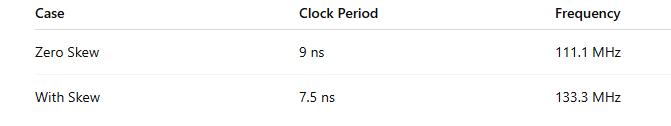 Case Clock Period Frequency
Zero Skew 9 ns 111.1 MHz
With Skew 7.5 ns 133.3 MHz